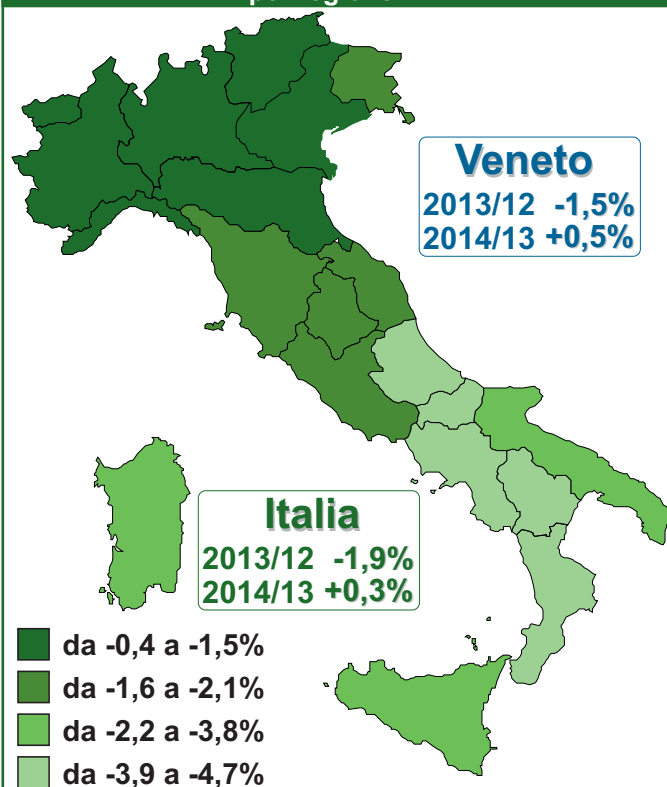 Veneto
2013/12 -1,5%
2014/13 +0,5%
Italia
2013/12 -1,9%
2014/13 +0,3%
da -0,4 a -1,5%
da -1,6 a -2,1%
da -2,2 a -3,8%
da -3,9 a -4,7%